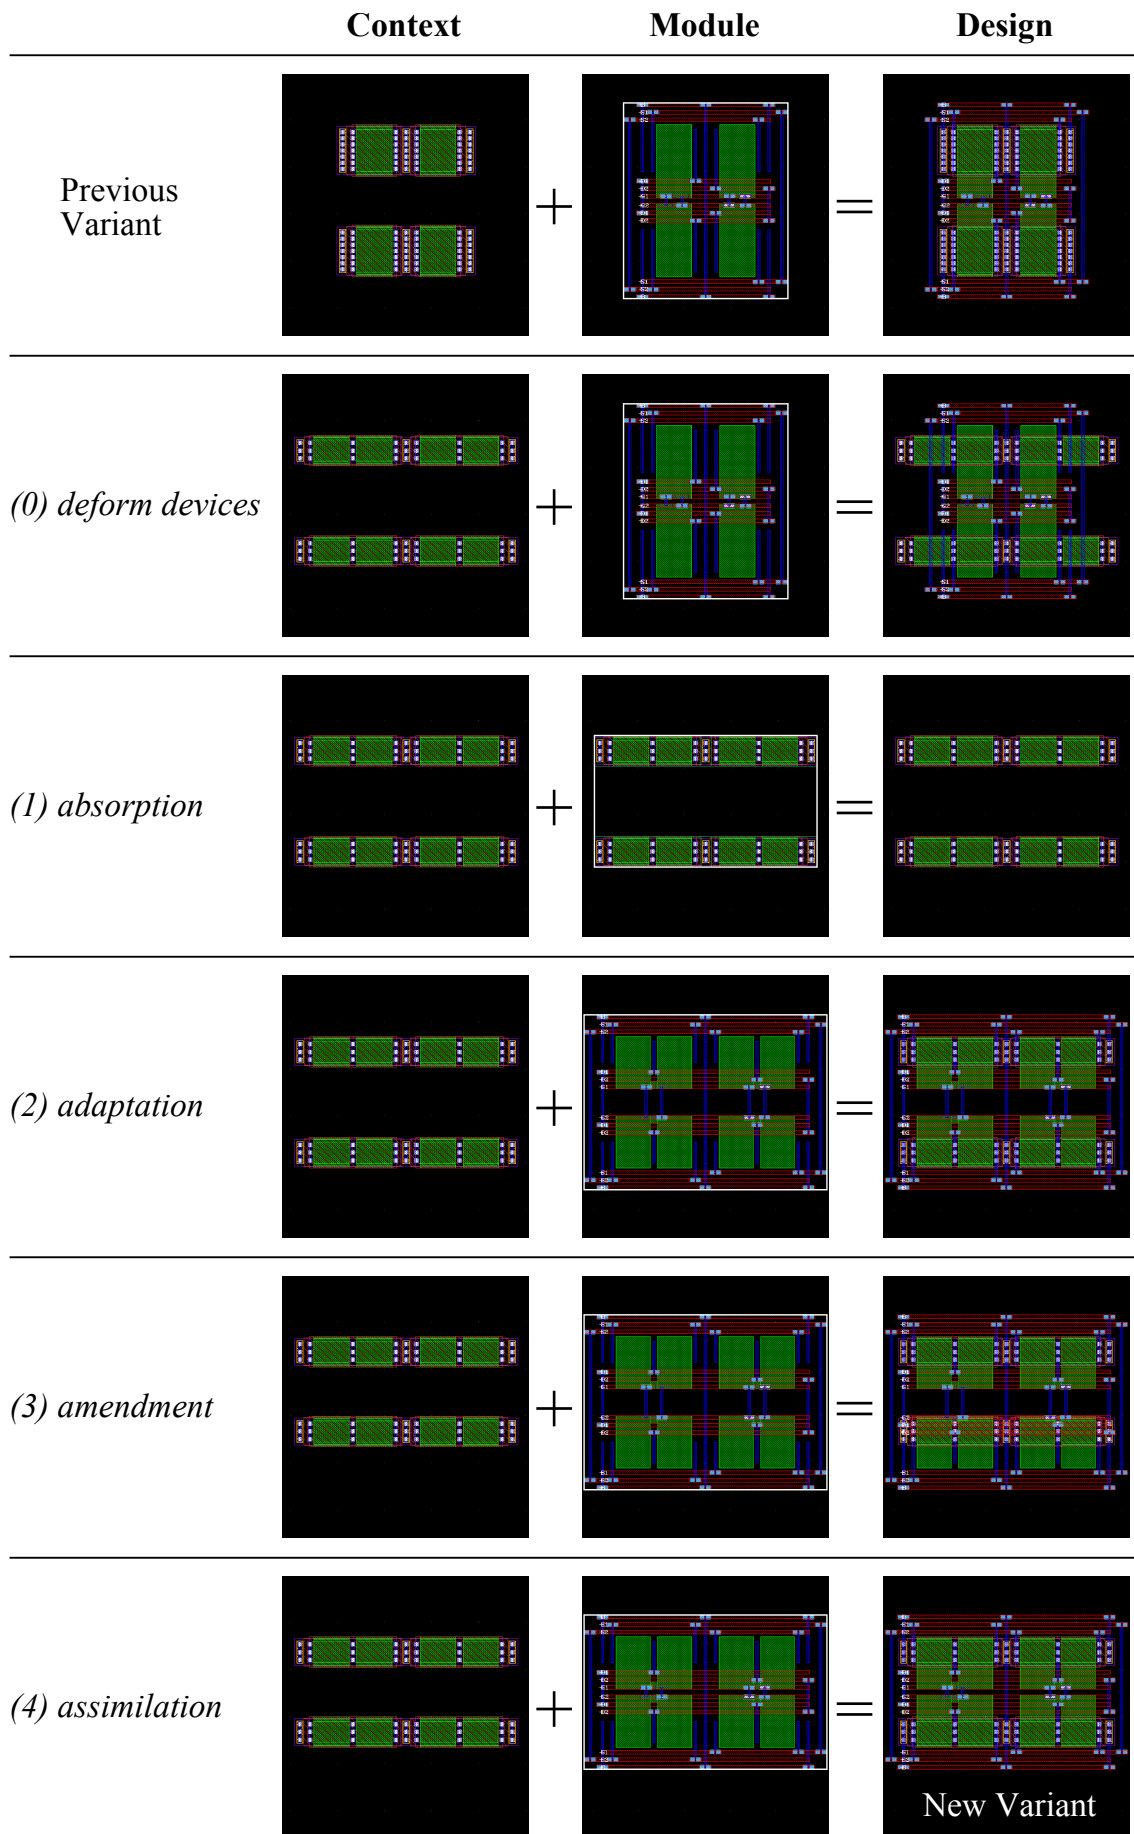 Context Module Design
Previous
Variant
+ =
(0) deform devices + =
(1) absorption + =
(2) adaptation + =
(3) amendment + =
(4) assimilation + =
New Variant